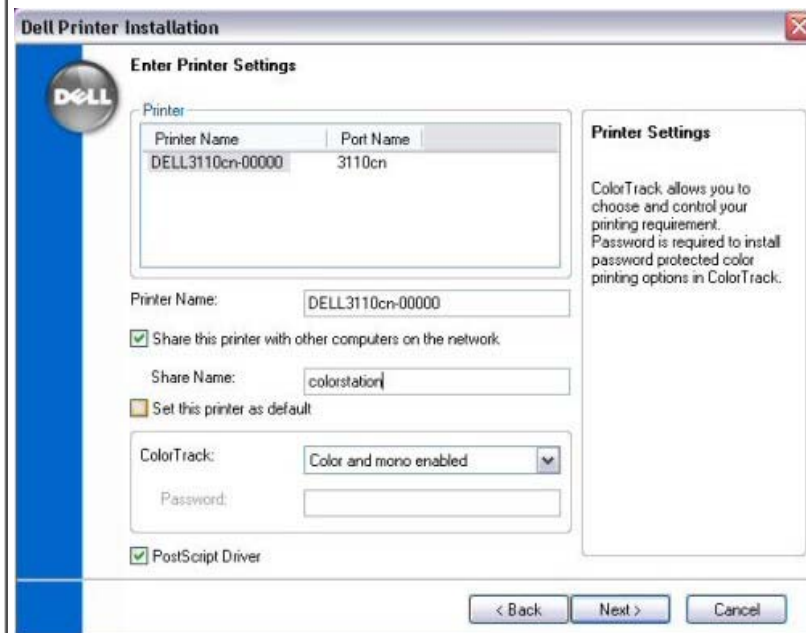 Dell Printer Installation
DELL
Enter Printer Settings
Printer
Printer Name Port Name
DELL3110cn-00000 3110cn
Printer Name: DELL3110cn-00000
Share this printer with other computers on the network
Share Name: colorstation
Set this printer as default
ColorTrack: Color and mono enabled
Password:
PostScript Driver
Printer Settings
ColorTrack allows you to
choose and control your
printing requirement.
Password is required to install
password protected color
printing options in ColorTrack.
< Back Next > Cancel